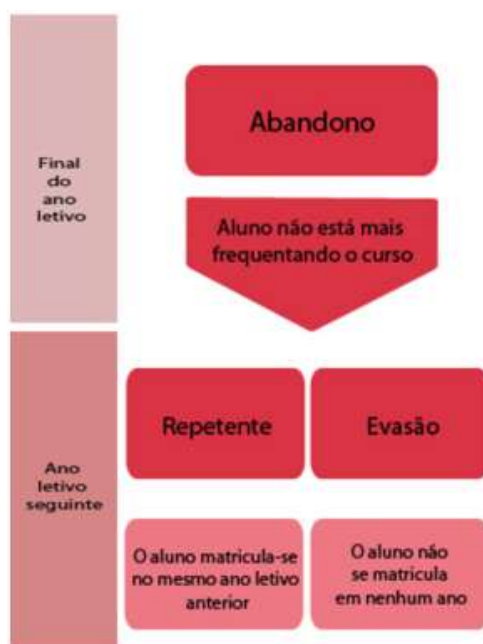 Final
do
ano
letivo
Abandono
Aluno não está mais
frequentando o curso
Ano
letivo
seguinte
Repetente
Evasão
O aluno matricula-se
no mesmo ano letivo
anterior
O aluno não
se matricula
em nenhum ano